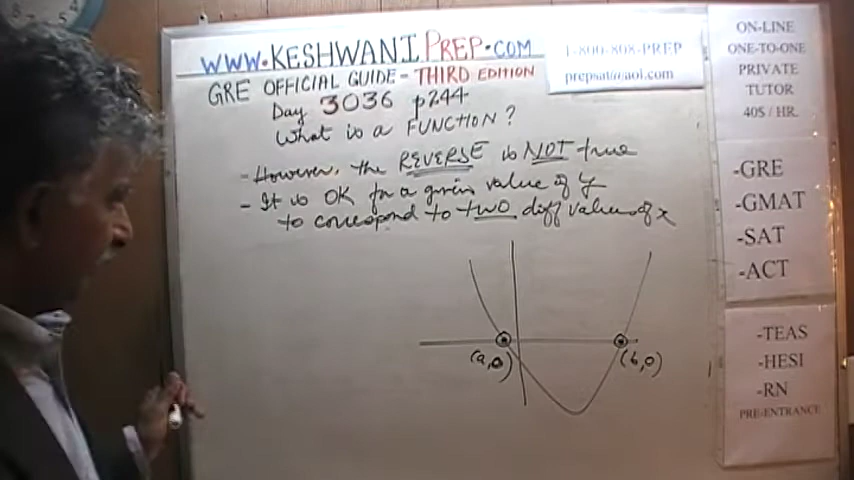 WWW.KESHWANIPREP.COM
GRE OFFICIAL GUIDE - THIRD EDITION
Day 3036 p244
What is a FUNCTION?
- However, the REVERSE is NOT true
- It is OK for a given value of y
to correspond to two diff value of x
(a,0)
(b,0)
1-800-808-PREP
prepsat@aol.com
ON-LINE
ONE-TO-ONE
PRIVATE
TUTOR
40$ / HR.
-GRE
-GMAT
-SAT
-ACT
-TEAS
-HESI
-RN
PRE-ENTRANCE